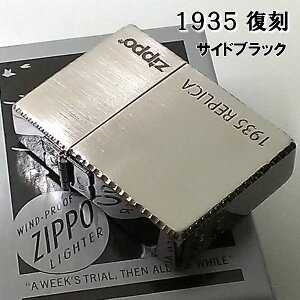 1935 復刻
サイドブラック
zippo
1935 REPLICA
WIND-PROOF
ZIPPO
LIGHTER
"A WEEK'S TRIAL, THEN ALL
WHILE"